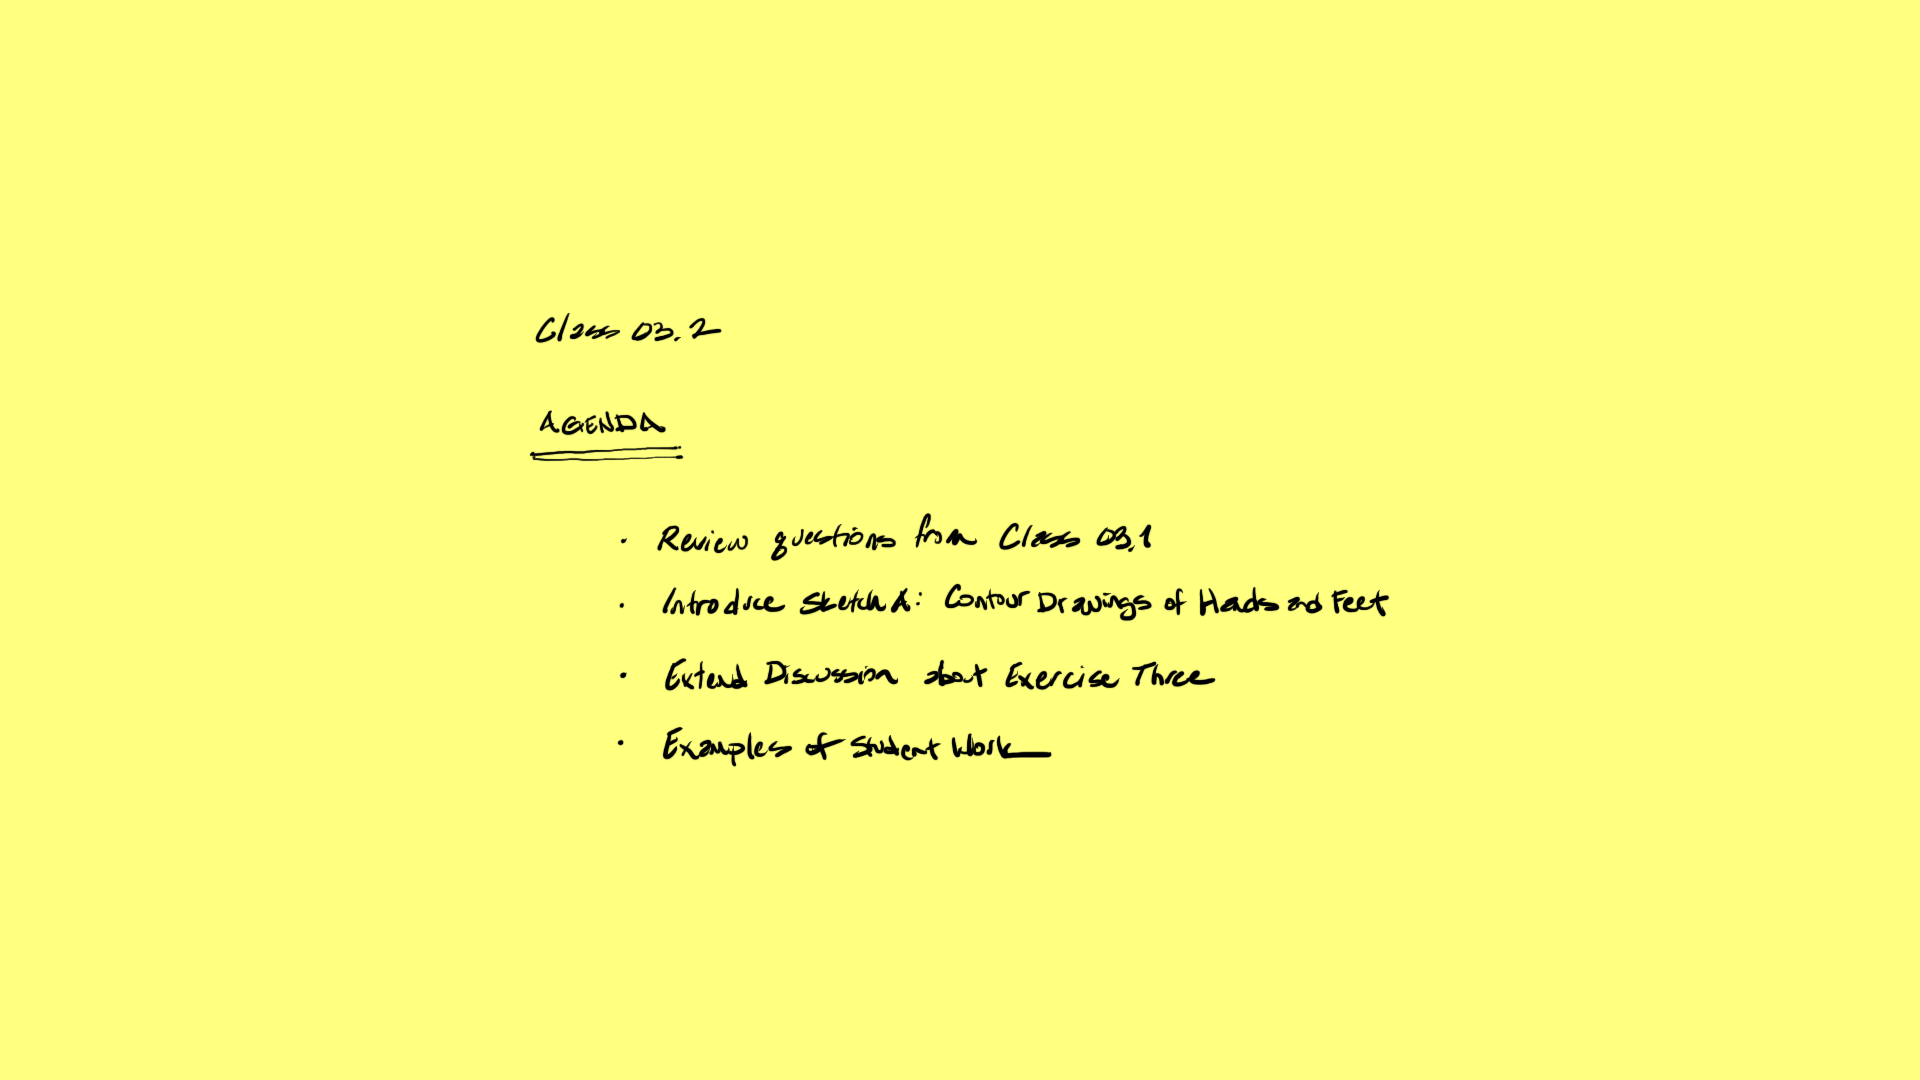 Class 03.2
AGENDA
· Review questions from Class 03.1
· Introduce Sketch A: Contour Drawings of Hands and Feet
· Extend Discussion about Exercise Three
· Examples of Student Work